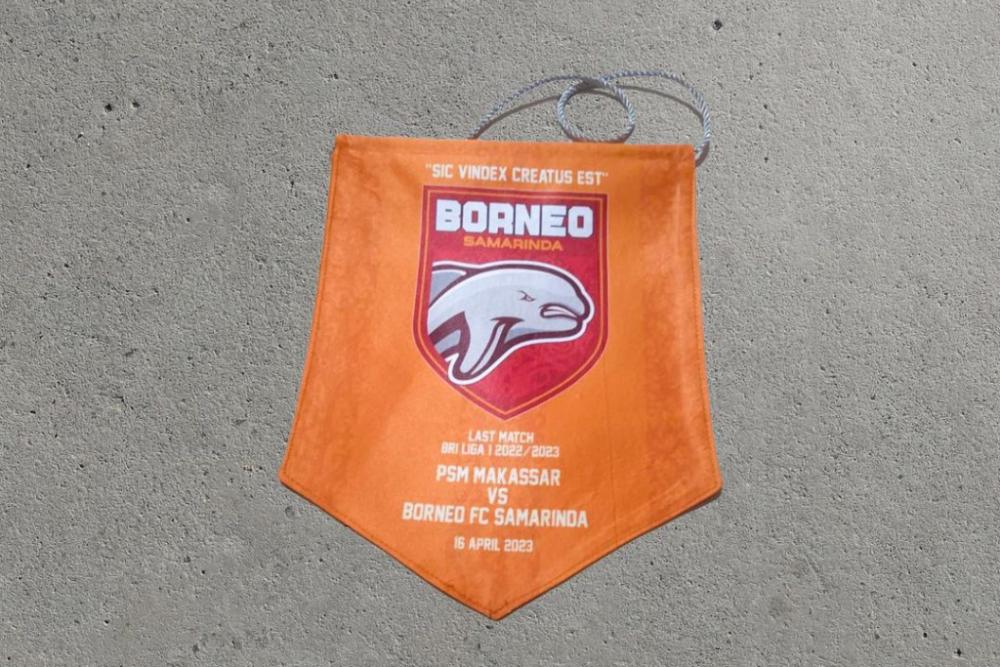 "SIC VINDEX CREATUS EST"
BORNEO
SAMARINDA
LAST MATCH
BRI LIGA 1 2022/2023
PSM MAKASSAR
VS
BORNEO FC SAMARINDA
16 APRIL 2023